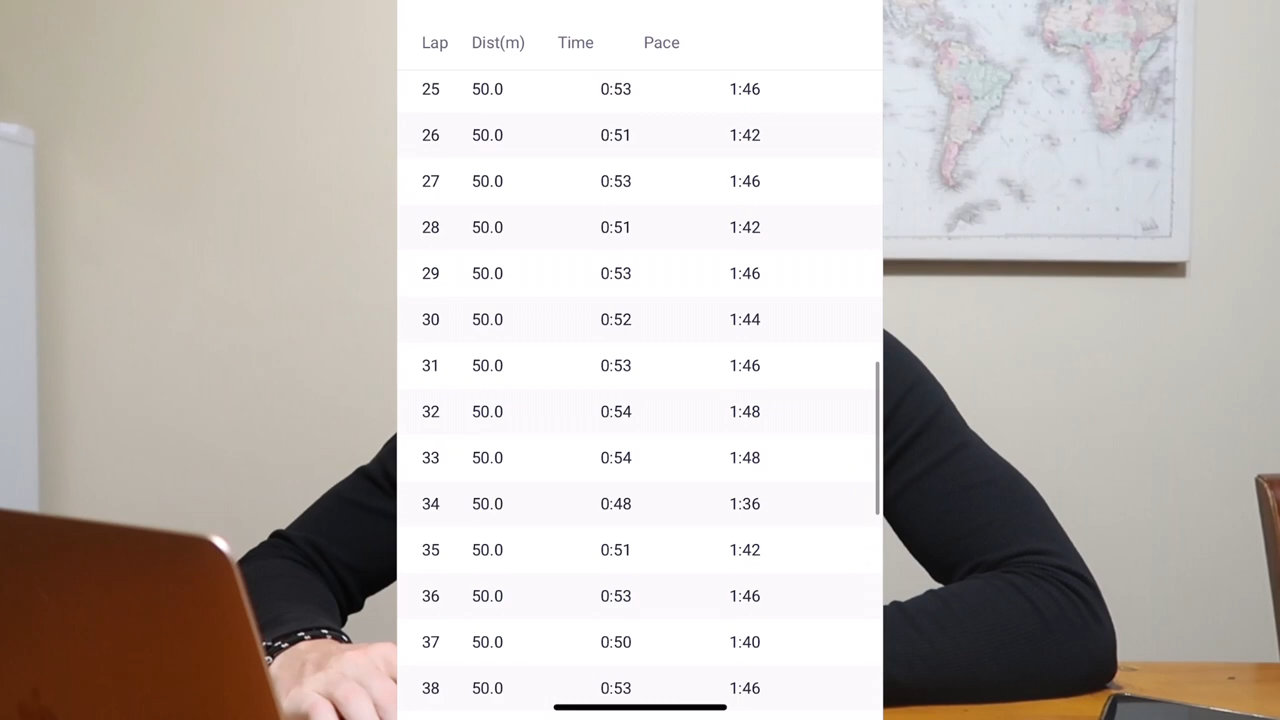 Lap Dist(m) Time Pace
25 50.0 0:53 1:46
26 50.0 0:51 1:42
27 50.0 0:53 1:46
28 50.0 0:51 1:42
29 50.0 0:53 1:46
30 50.0 0:52 1:44
31 50.0 0:53 1:46
32 50.0 0:54 1:48
33 50.0 0:54 1:48
34 50.0 0:48 1:36
35 50.0 0:51 1:42
36 50.0 0:53 1:46
37 50.0 0:50 1:40
38 50.0 0:53 1:46